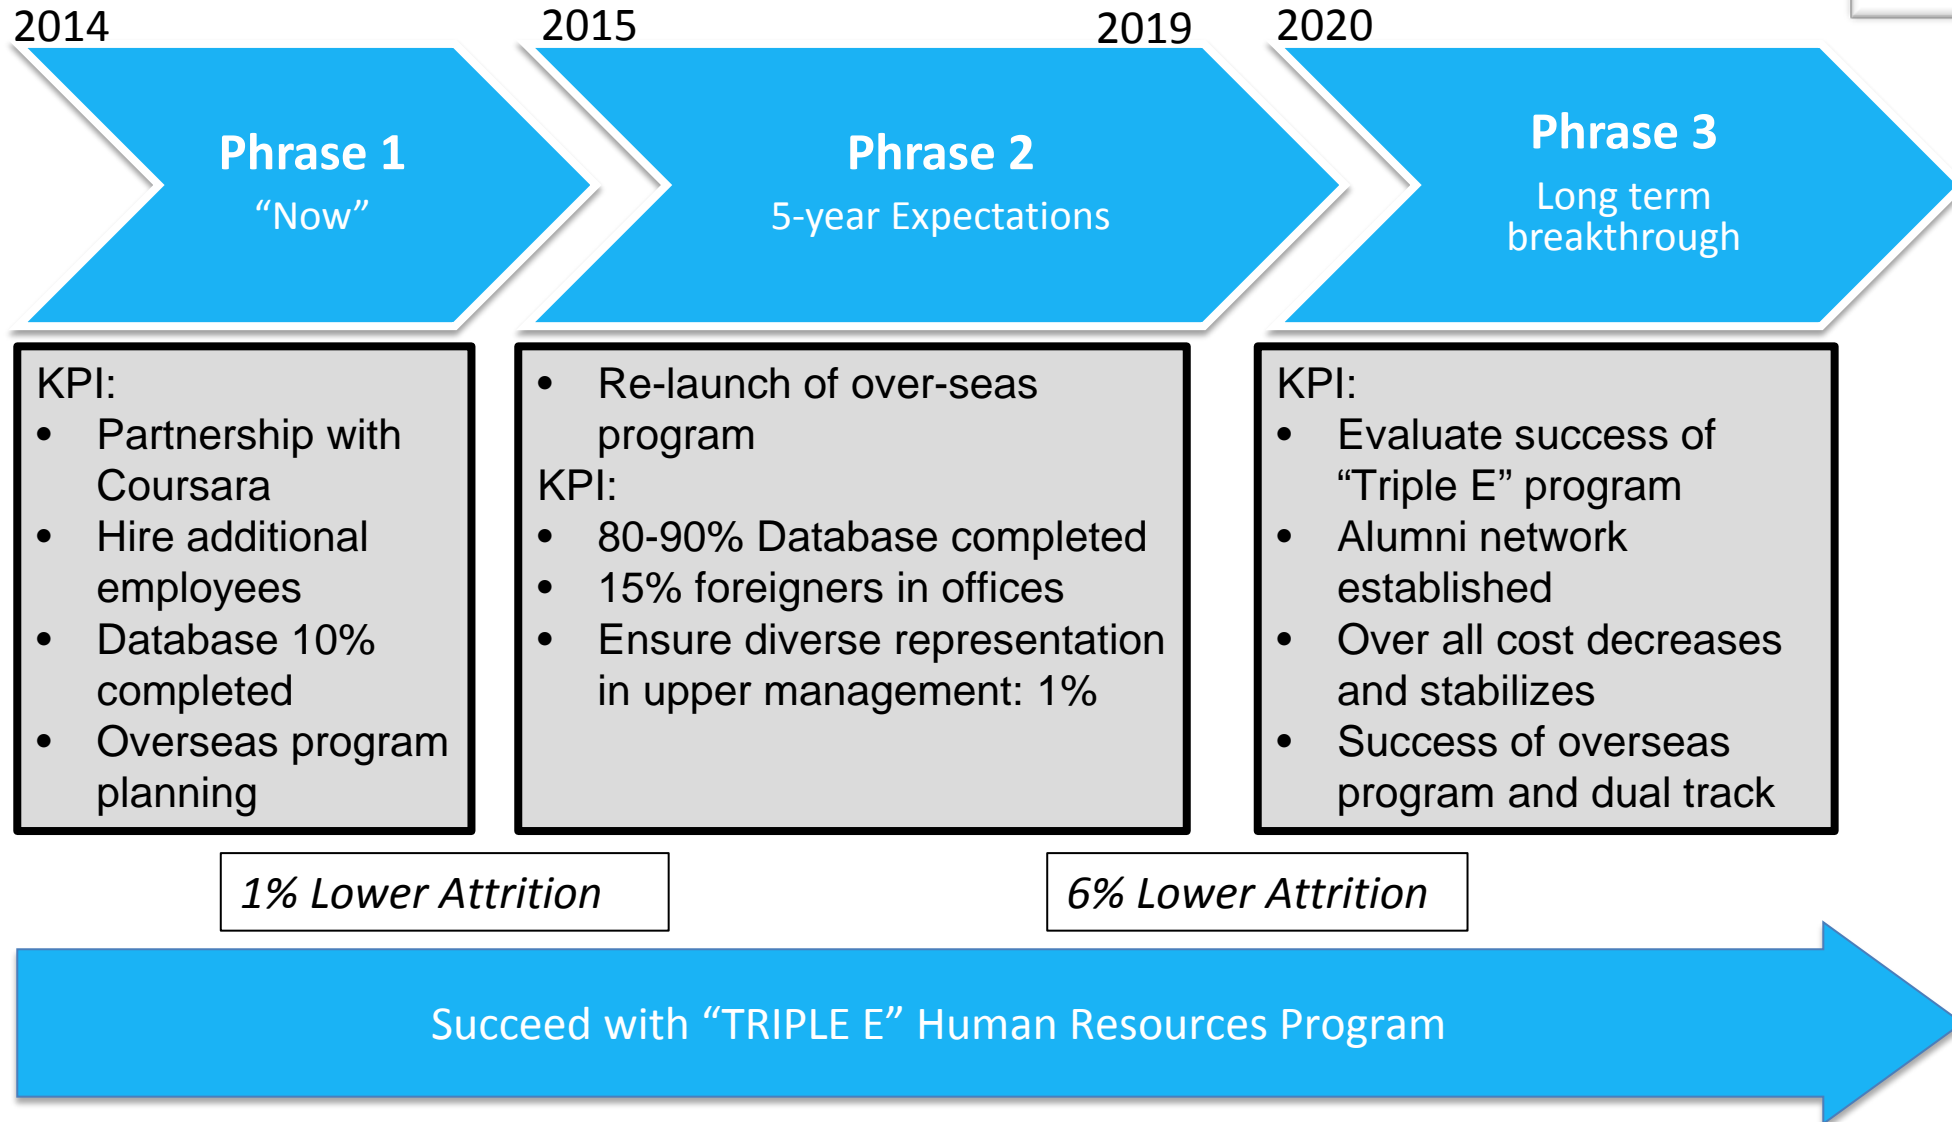 2014
2015
2019
2020
Phrase 1
“Now”
Phrase 2
5-year Expectations
Phrase 3
Long term
breakthrough
KPI:
• Partnership with
Coursara
• Hire additional
employees
• Database 10%
completed
• Overseas program
planning
• Re-launch of over-seas
program
KPI:
• 80-90% Database completed
• 15% foreigners in offices
• Ensure diverse representation
in upper management: 1%
KPI:
• Evaluate success of
“Triple E” program
• Alumni network
established
• Over all cost decreases
and stabilizes
• Success of overseas
program and dual track
1% Lower Attrition
6% Lower Attrition
Succeed with “TRIPLE E” Human Resources Program